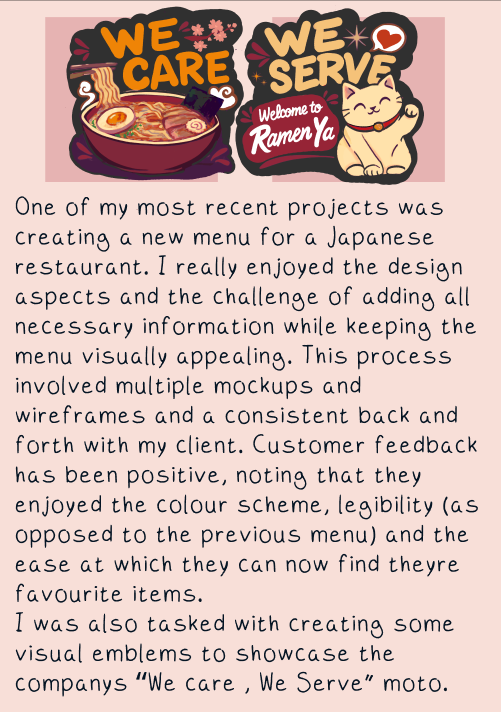 WE CARE
WE SERVE
Welcome to
Ramen Ya
One of my most recent projects was
creating a new menu for a Japanese
restaurant. I really enjoyed the design
aspects and the challenge of adding all
necessary information while keeping the
menu visually appealing. This process
involved multiple mockups and
wireframes and a consistent back and
forth with my client. Customer feedback
has been positive, noting that they
enjoyed the colour scheme, legibility (as
opposed to the previous menu) and the
ease at which they can now find theyre
favourite items.
I was also tasked with creating some
visual emblems to showcase the
companys “We care , We Serve” moto.